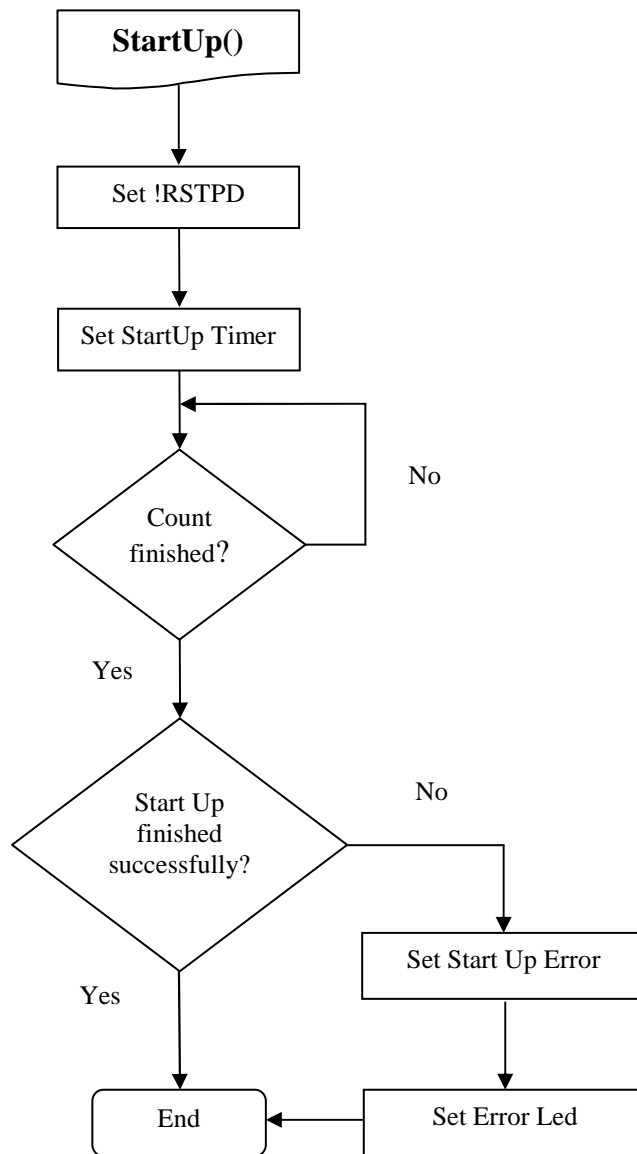 StartUp()
Set !RSTPD
Set StartUp Timer
No
Count
finished?
Yes
No
Start Up
finished
successfully?
Set Start Up Error
Yes
End
Set Error Led